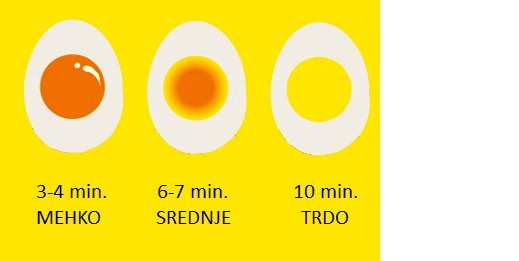 3-4 min. 6-7 min. 10 min.
MEHKO SREDNJE TRDO